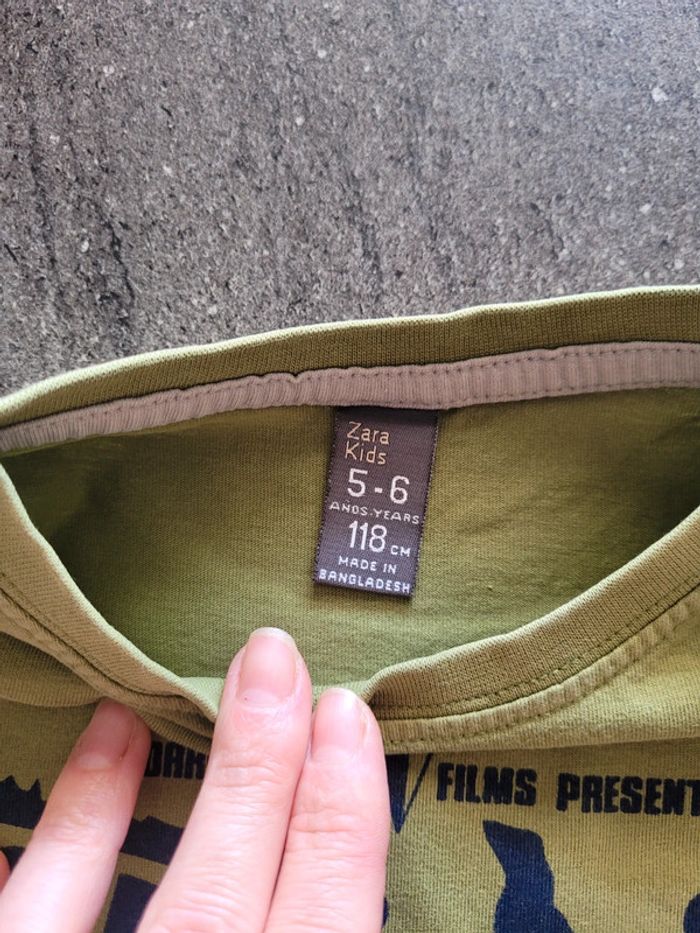 Zara
Kids
5-6
AÑOS-YEARS
118 CM
MADE IN
BANGLADESH
FILMS PRESENT